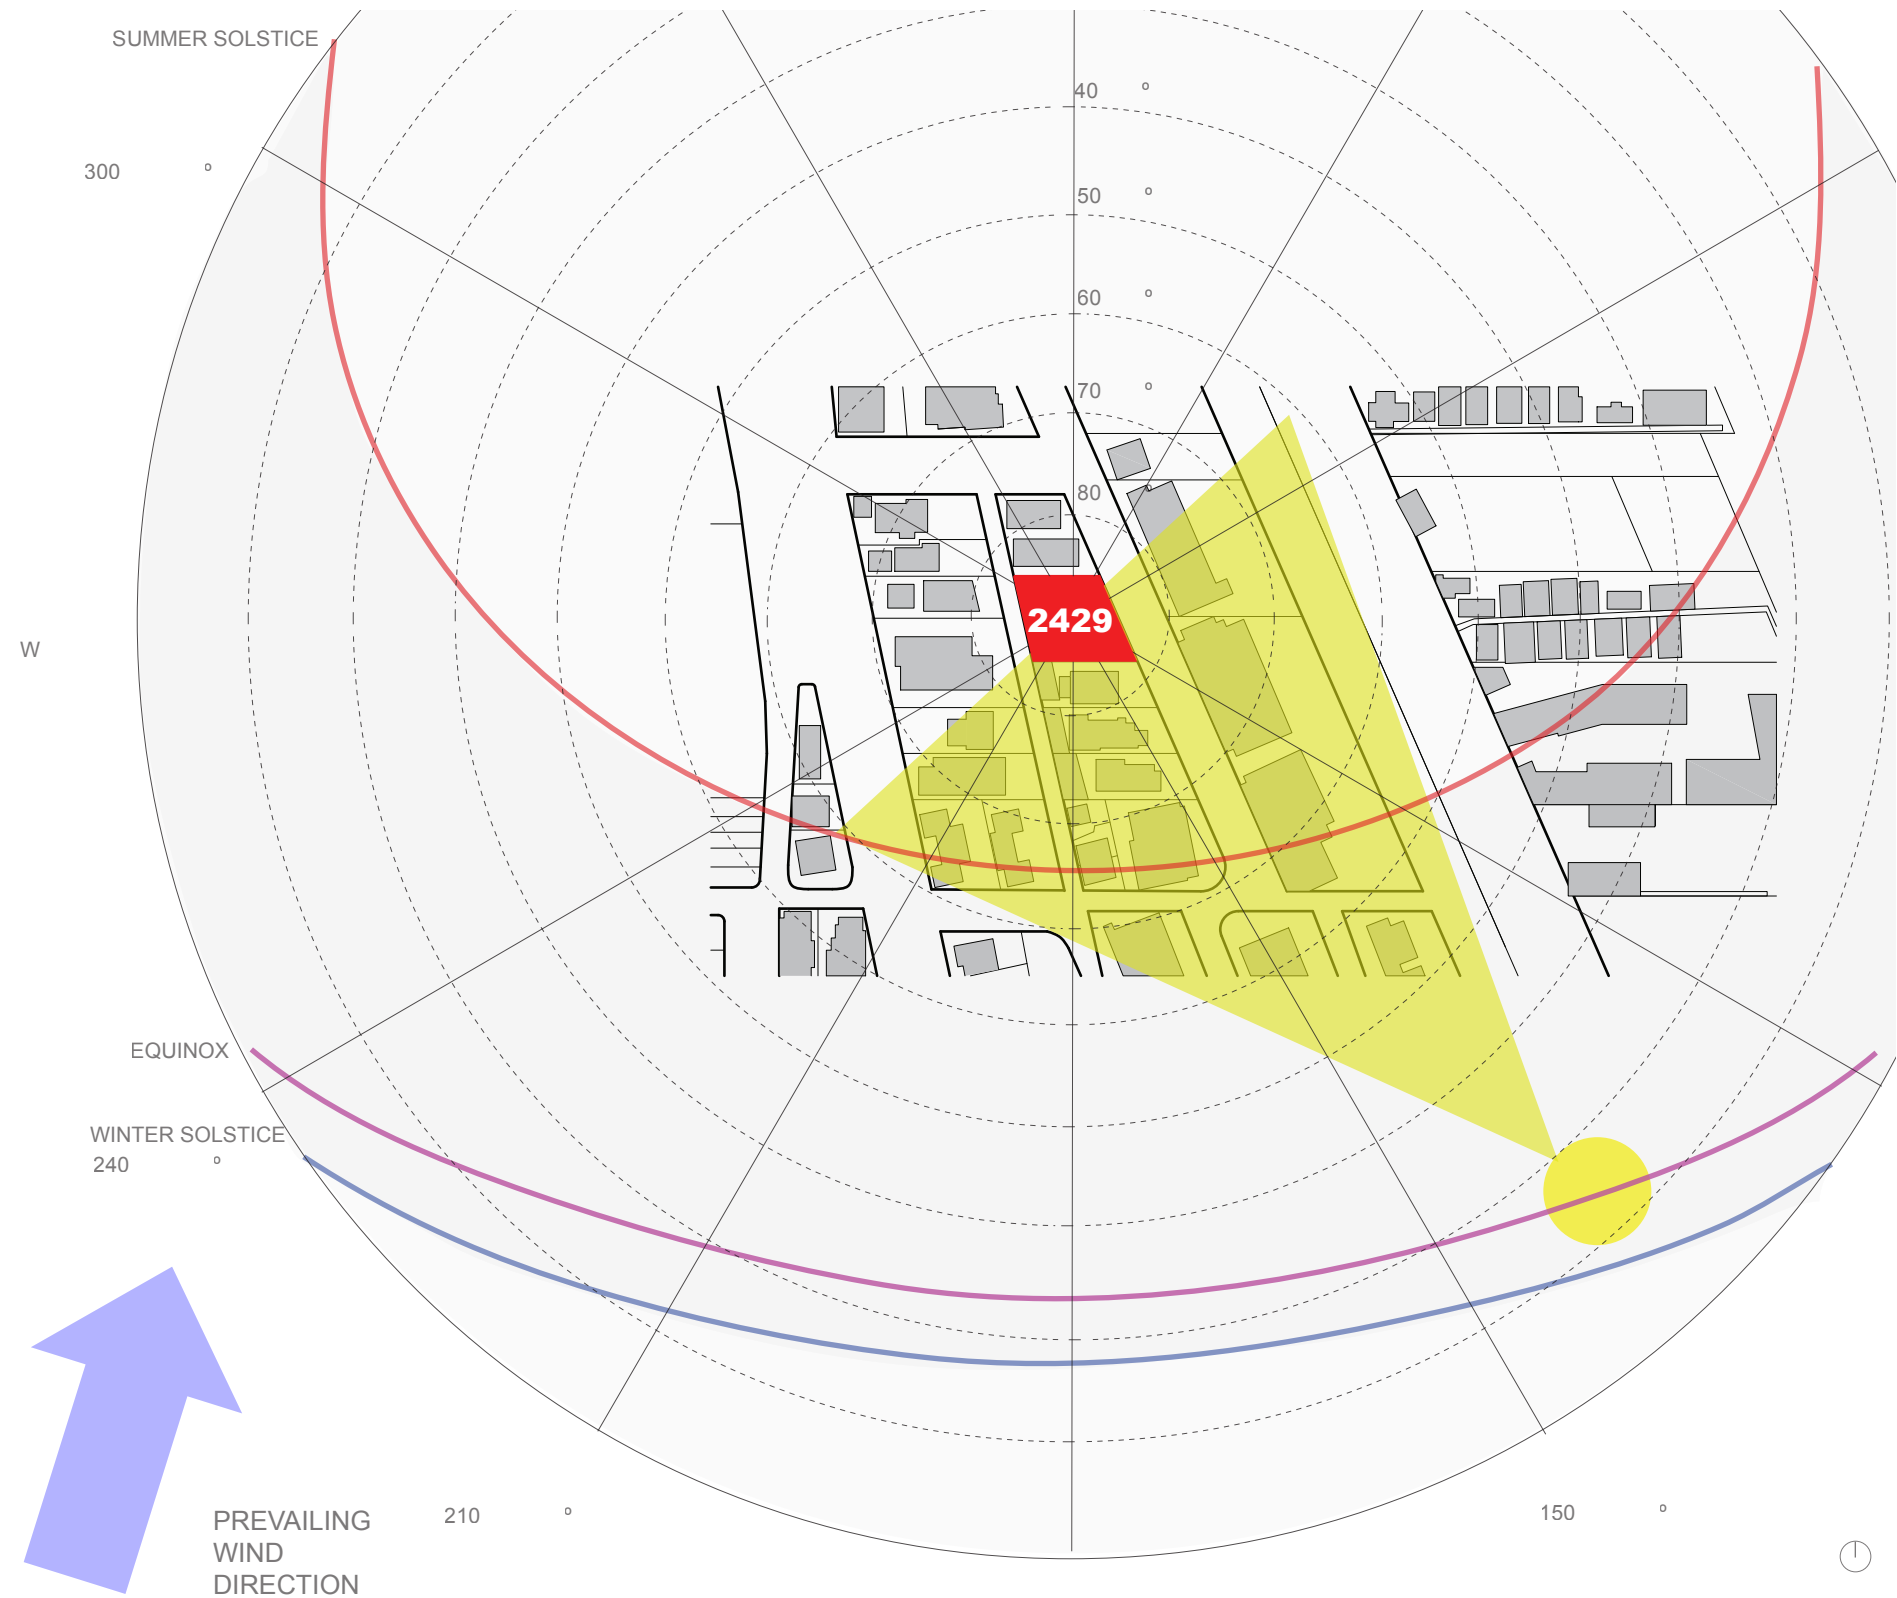 SUMMER SOLSTICE
40 º
300 º
50 º
60 º
70 º
80 º
2429
W
EQUINOX
WINTER SOLSTICE
240 º
PREVAILING
WIND
DIRECTION
210 º
150 º